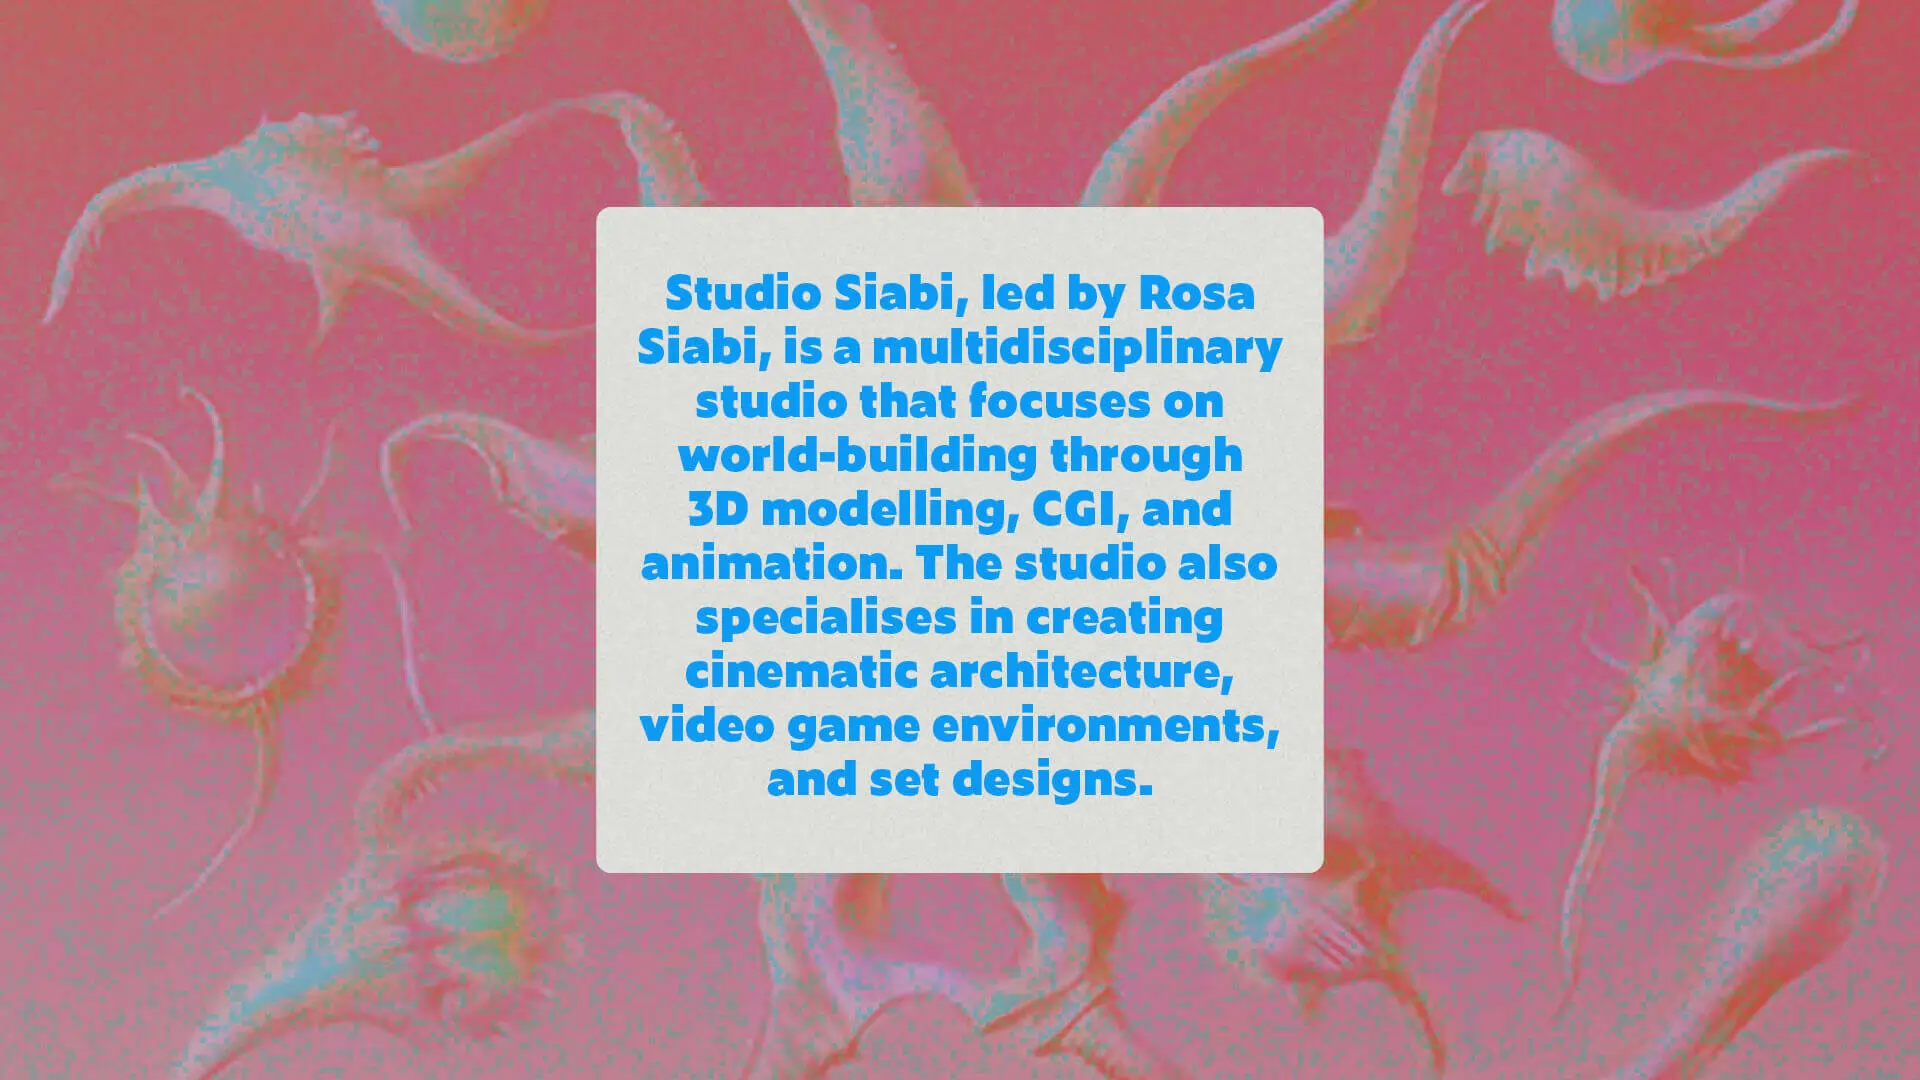 Studio Siabi, led by Rosa
Siabi, is a multidisciplinary
studio that focuses on
world-building through
3D modelling, CGI, and
animation. The studio also
specialises in creating
cinematic architecture,
video game environments,
and set designs.